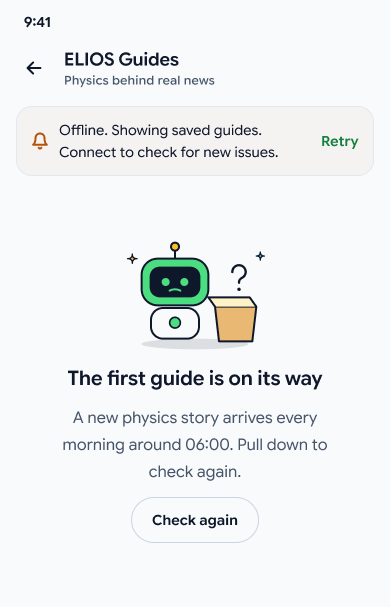 9:41
ELIOS Guides
Physics behind real news
Offline. Showing saved guides.
Connect to check for new issues.
Retry
?
The first guide is on its way
A new physics story arrives every
morning around 06:00. Pull down to
check again.
Check again